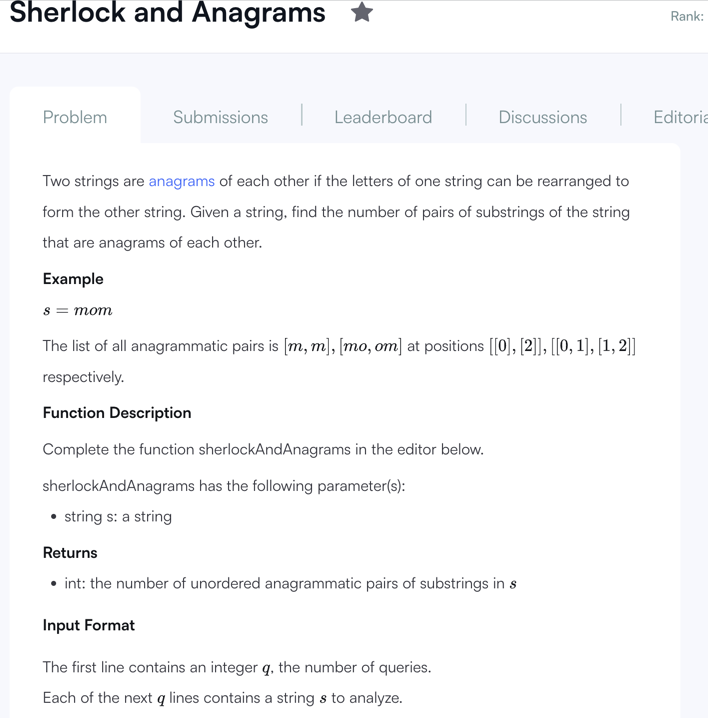 Sherlock and Anagrams
Rank:
Problem
Submissions
Leaderboard
Discussions
Editoria
Two strings are anagrams of each other if the letters of one string can be rearranged to
form the other string. Given a string, find the number of pairs of substrings of the string
that are anagrams of each other.
Example
s = mom
The list of all anagrammatic pairs is [m, m], [mo, om] at positions [[0], [2]], [[0, 1], [1, 2]]
respectively.
Function Description
Complete the function sherlockAndAnagrams in the editor below.
sherlockAndAnagrams has the following parameter(s):
• string s: a string
Returns
• int: the number of unordered anagrammatic pairs of substrings in s
Input Format
The first line contains an integer q, the number of queries.
Each of the next q lines contains a string s to analyze.